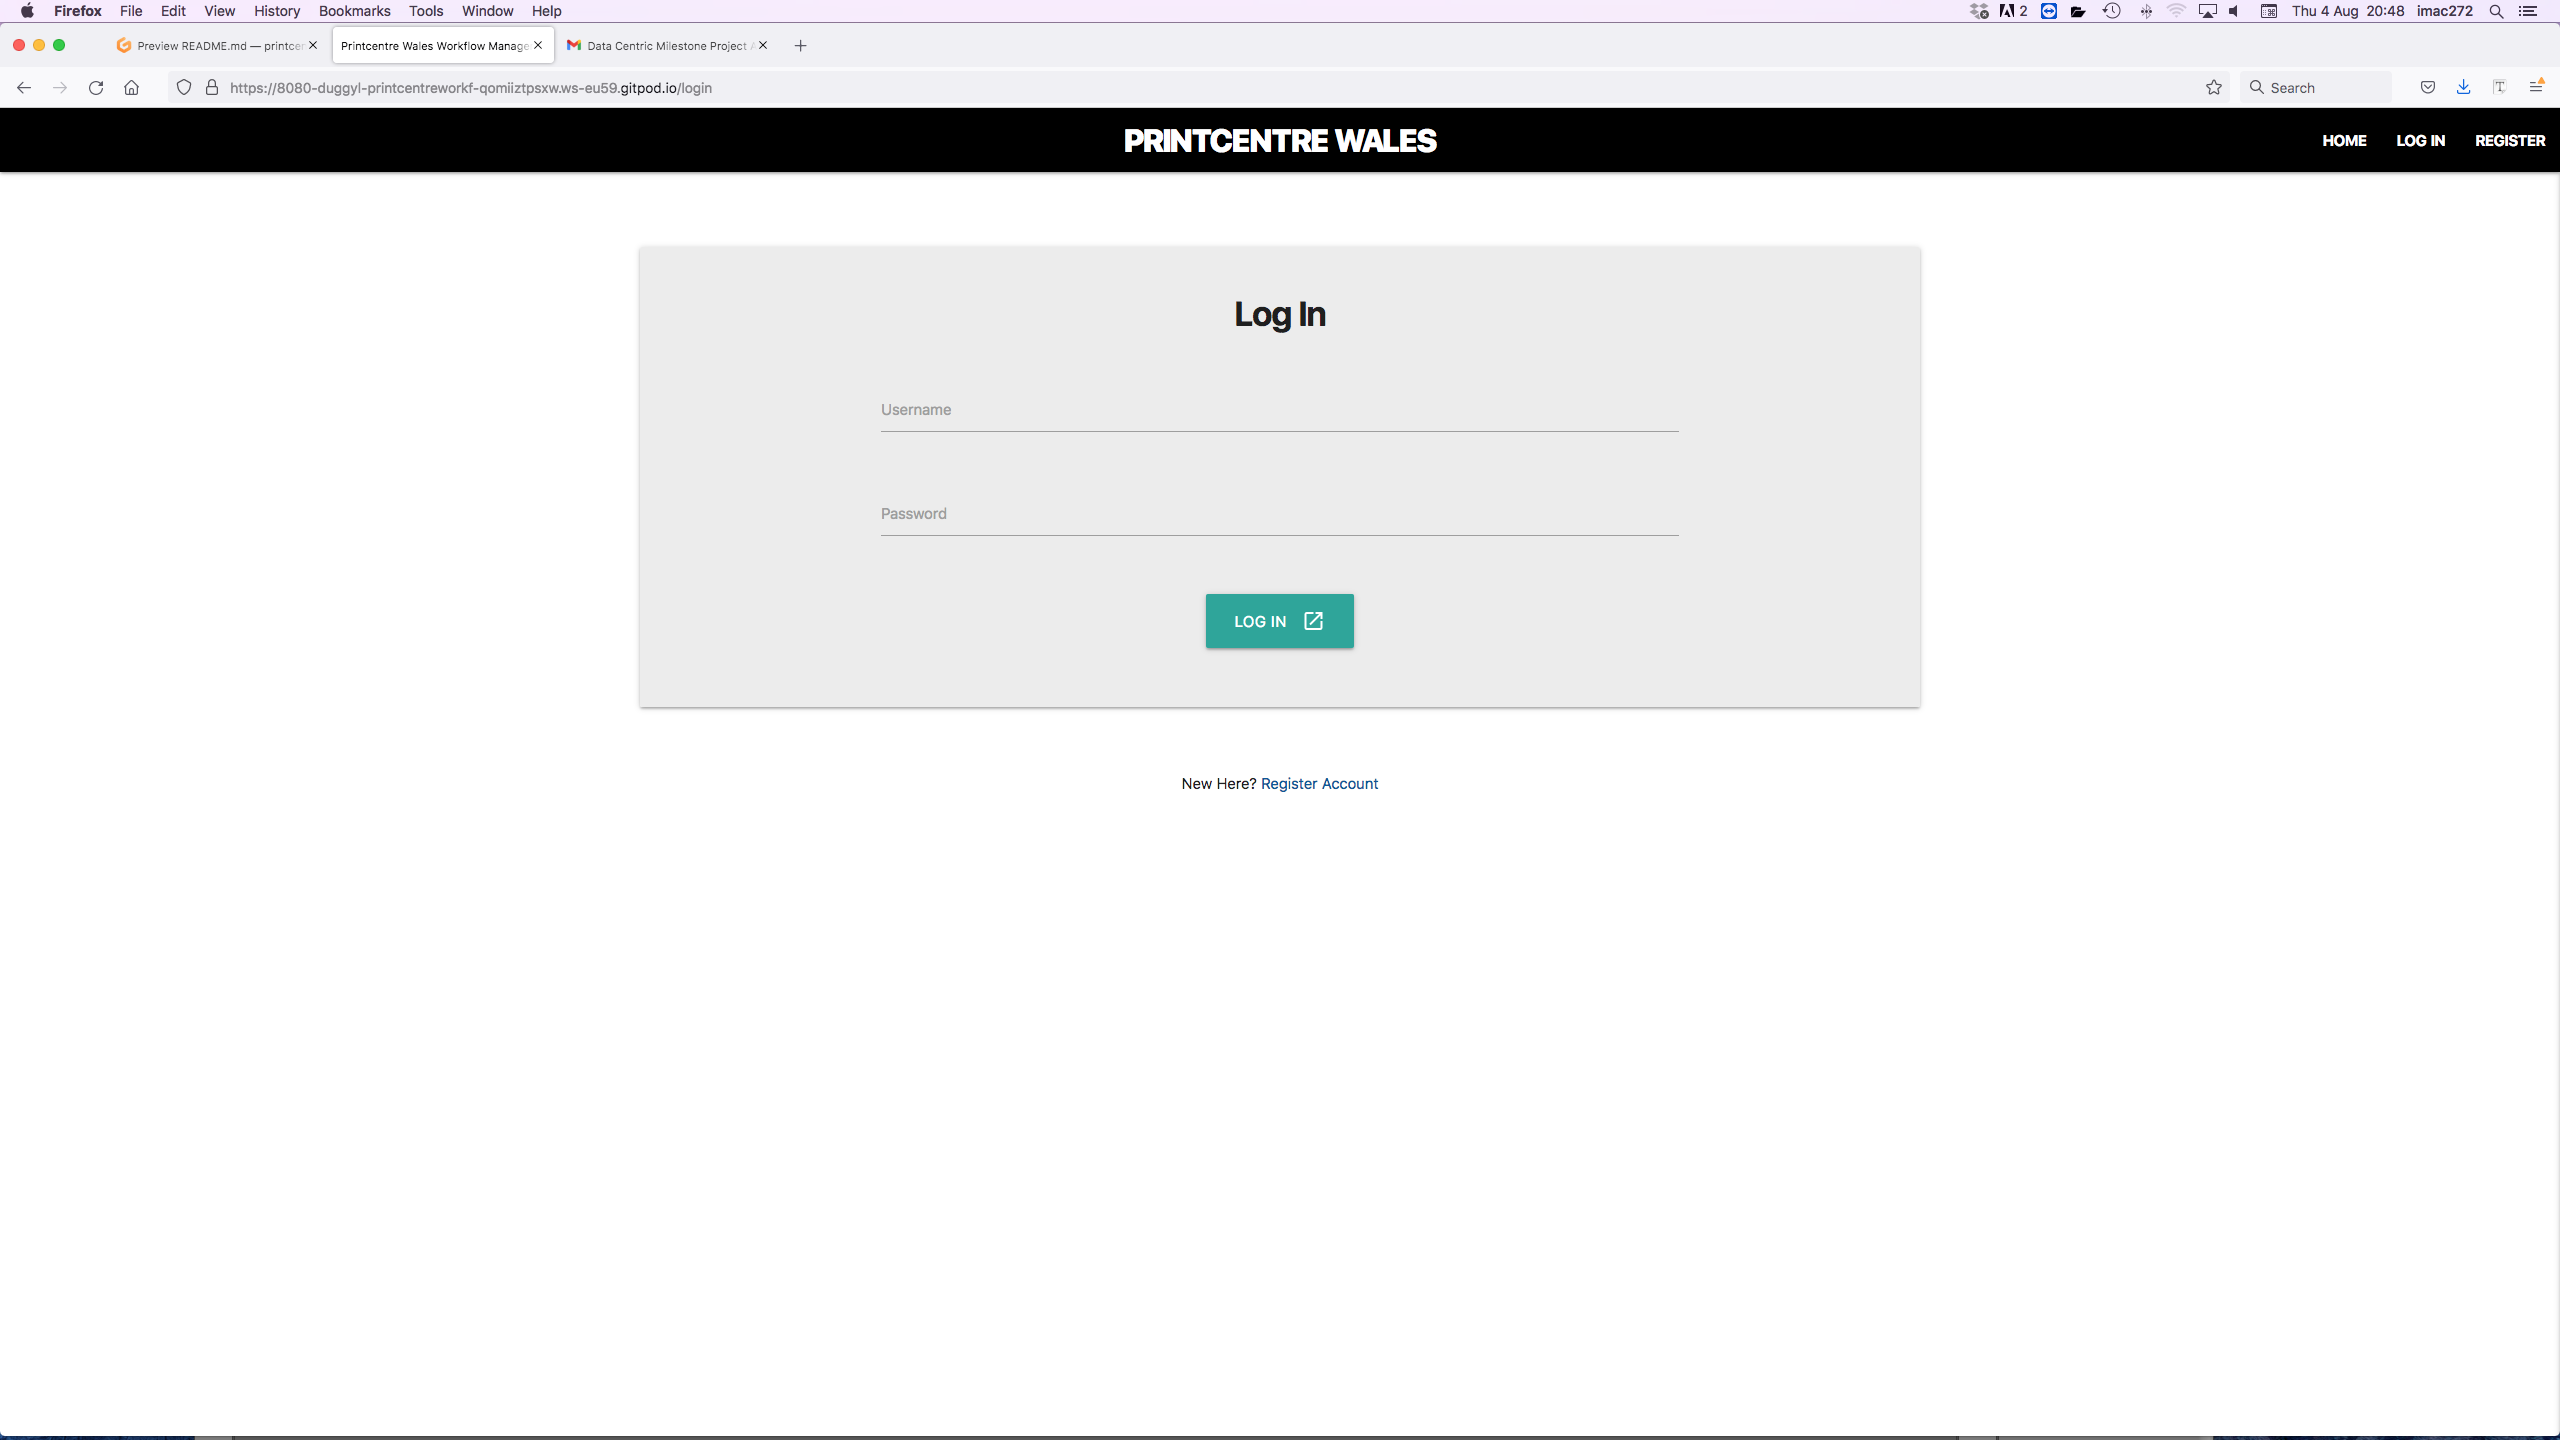 Firefox File Edit View History Bookmarks Tools Window Help
2 Thu 4 Aug 20:48 imac272
Preview README.md — printcen
Printcentre Wales Workflow Manage
Data Centric Milestone Project A
https://8080-duggyl-printcentreworkf-qomiiztpsxw.ws-eu59.gitpod.io/login
Search
PRINTCENTRE WALES
HOME LOG IN REGISTER
Log In
Username
Password
LOG IN
New Here? Register Account